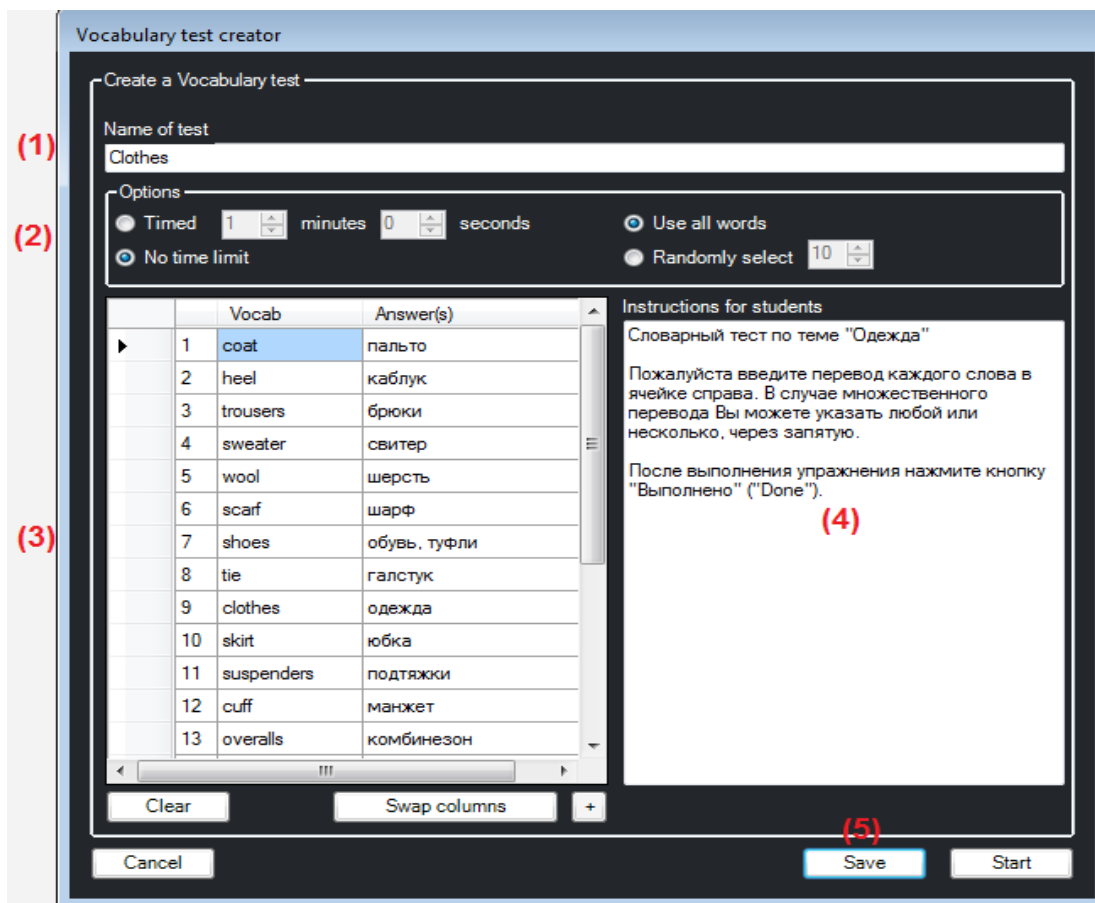 Vocabulary test creator
Create a Vocabulary test
(1)
Name of test
Clothes
Options
(2)
Timed 1 minutes 0 seconds
Use all words
No time limit
Randomly select 10
Vocab Answer(s)
1 coat пальто
2 heel каблук
3 trousers брюки
4 sweater свитер
5 wool шерсть
6 scarf шарф
(3)
7 shoes обувь, туфли
8 tie галстук
9 clothes одежда
10 skirt юбка
11 suspenders подтяжки
12 cuff манжет
13 overalls комбинезон
Clear
Swap columns
+
Instructions for students
Словарный тест по теме "Одежда"
Пожалуйста введите перевод каждого слова в
ячейке справа. В случае множественного
перевода Вы можете указать любой или
несколько, через запятую.
После выполнения упражнения нажмите кнопку
"Выполнено" ("Done").
(4)
(5)
Cancel
Save
Start